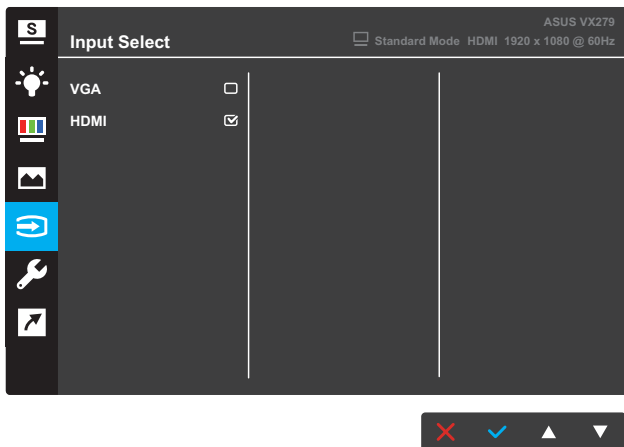 S
ASUS VX279
Input Select
Standard Mode HDMI 1920 x 1080 @ 60Hz
VGA
HDMI